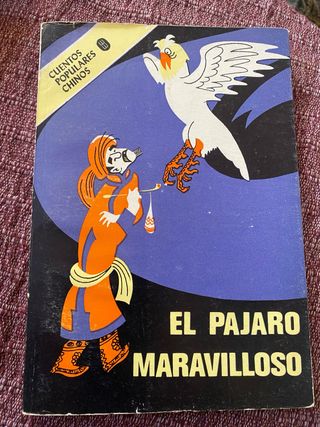 CUENTOS
POPULARES
CHINOS
EL PAJARO
MARAVILLOSO